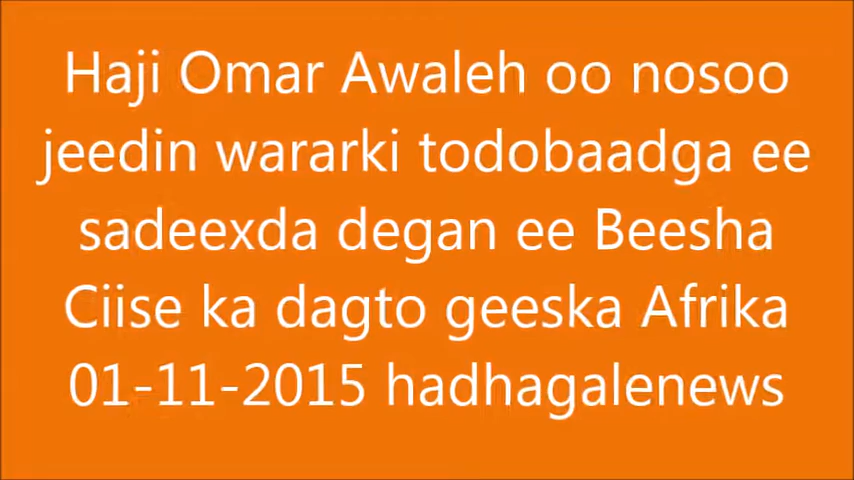 Haji Omar Awaleh oo nosoo
jeedin wararki todobaadga ee
sadeexda degan ee Beesha
Ciise ka dagto geeska Afrika
01-11-2015 hadhagalenews